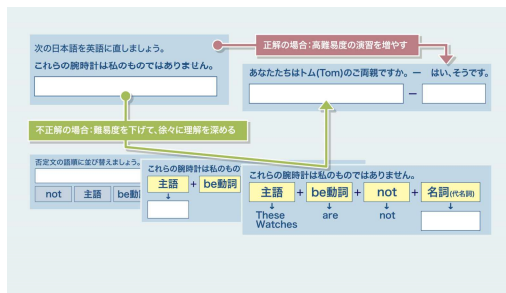 次の日本語を英語に直しましょう。
これらの腕時計は私のものではありません。
正解の場合：高難易度の演習を増やす
あなたたちはトム(Tom)のご両親ですか。 ー はい、そうです。
ー
不正解の場合：難易度を下げて、徐々に理解を深める
否定文の語順に並び替えましょう。
not 主語 be動
これらの腕時計は私のもの
主語 + be動詞
↓
これらの腕時計は私のものではありません。
主語 + be動詞 + not + 名詞(代名詞)
↓ ↓ ↓ ↓
These are not
Watches